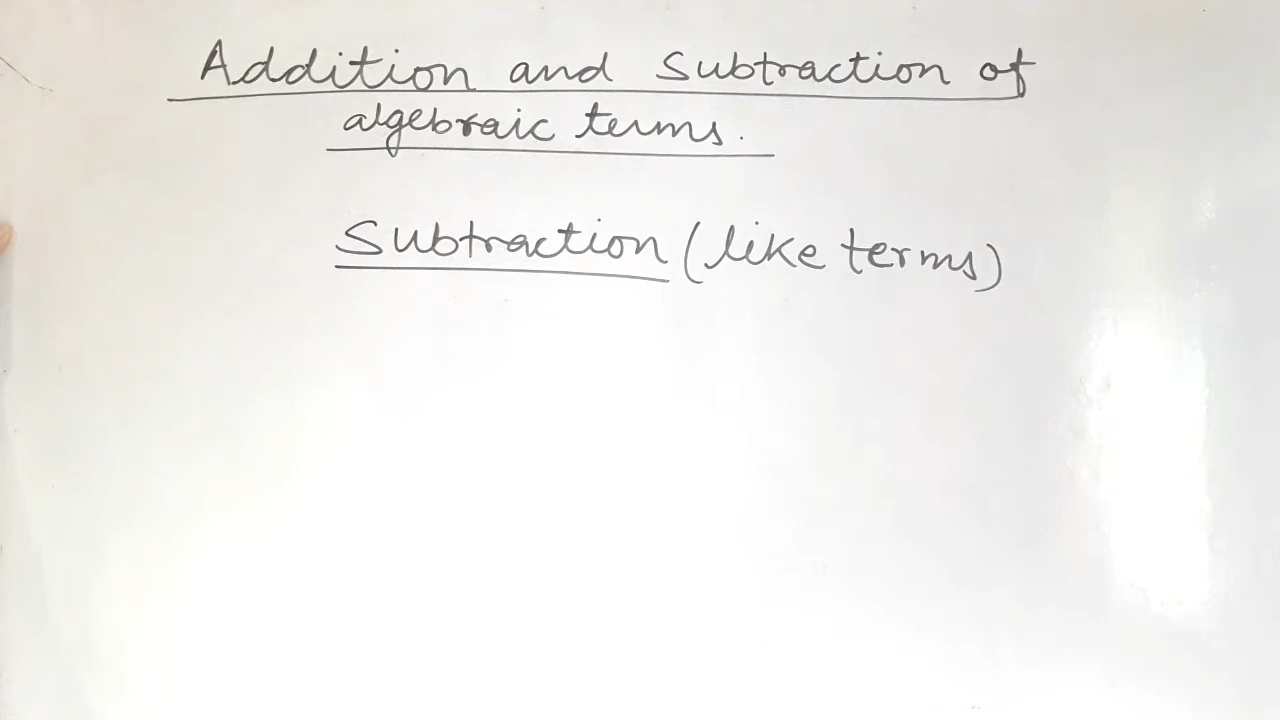 Addition and Subtraction of
algebraic terms.
Subtraction (like terms)